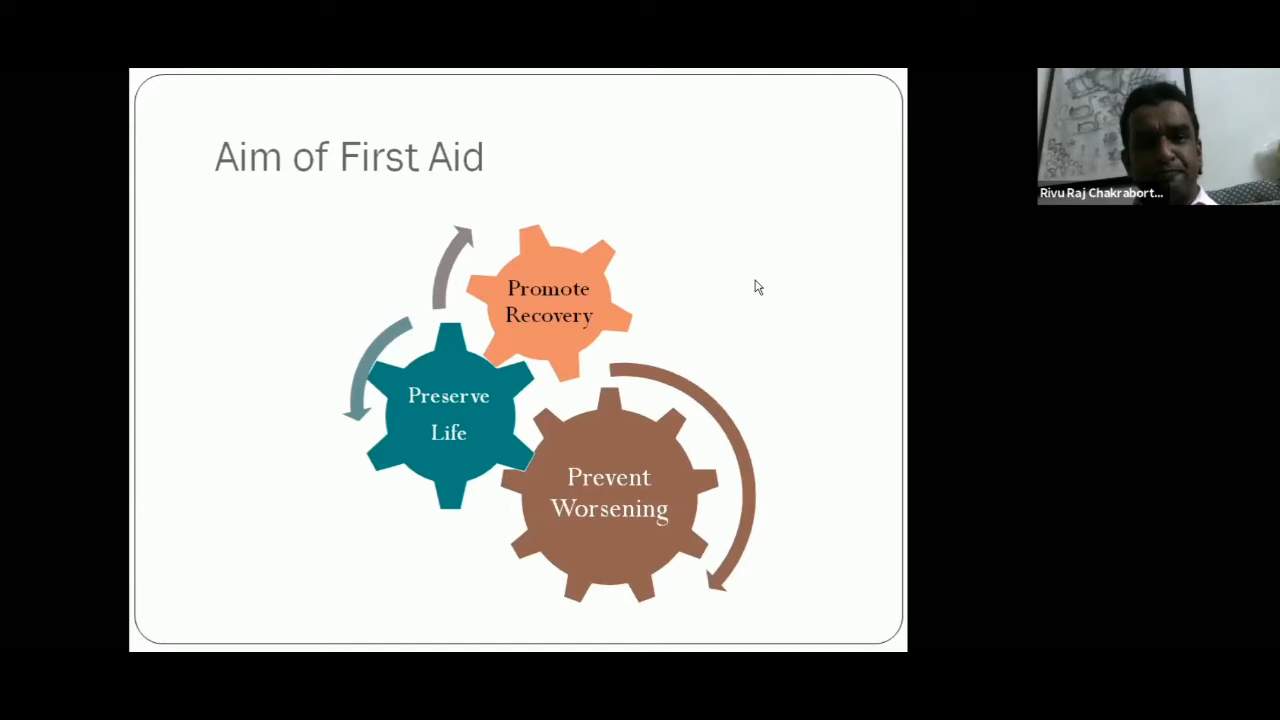 Aim of First Aid
Promote
Recovery
Preserve
Life
Prevent
Worsening
Rivu Raj Chakrabort...